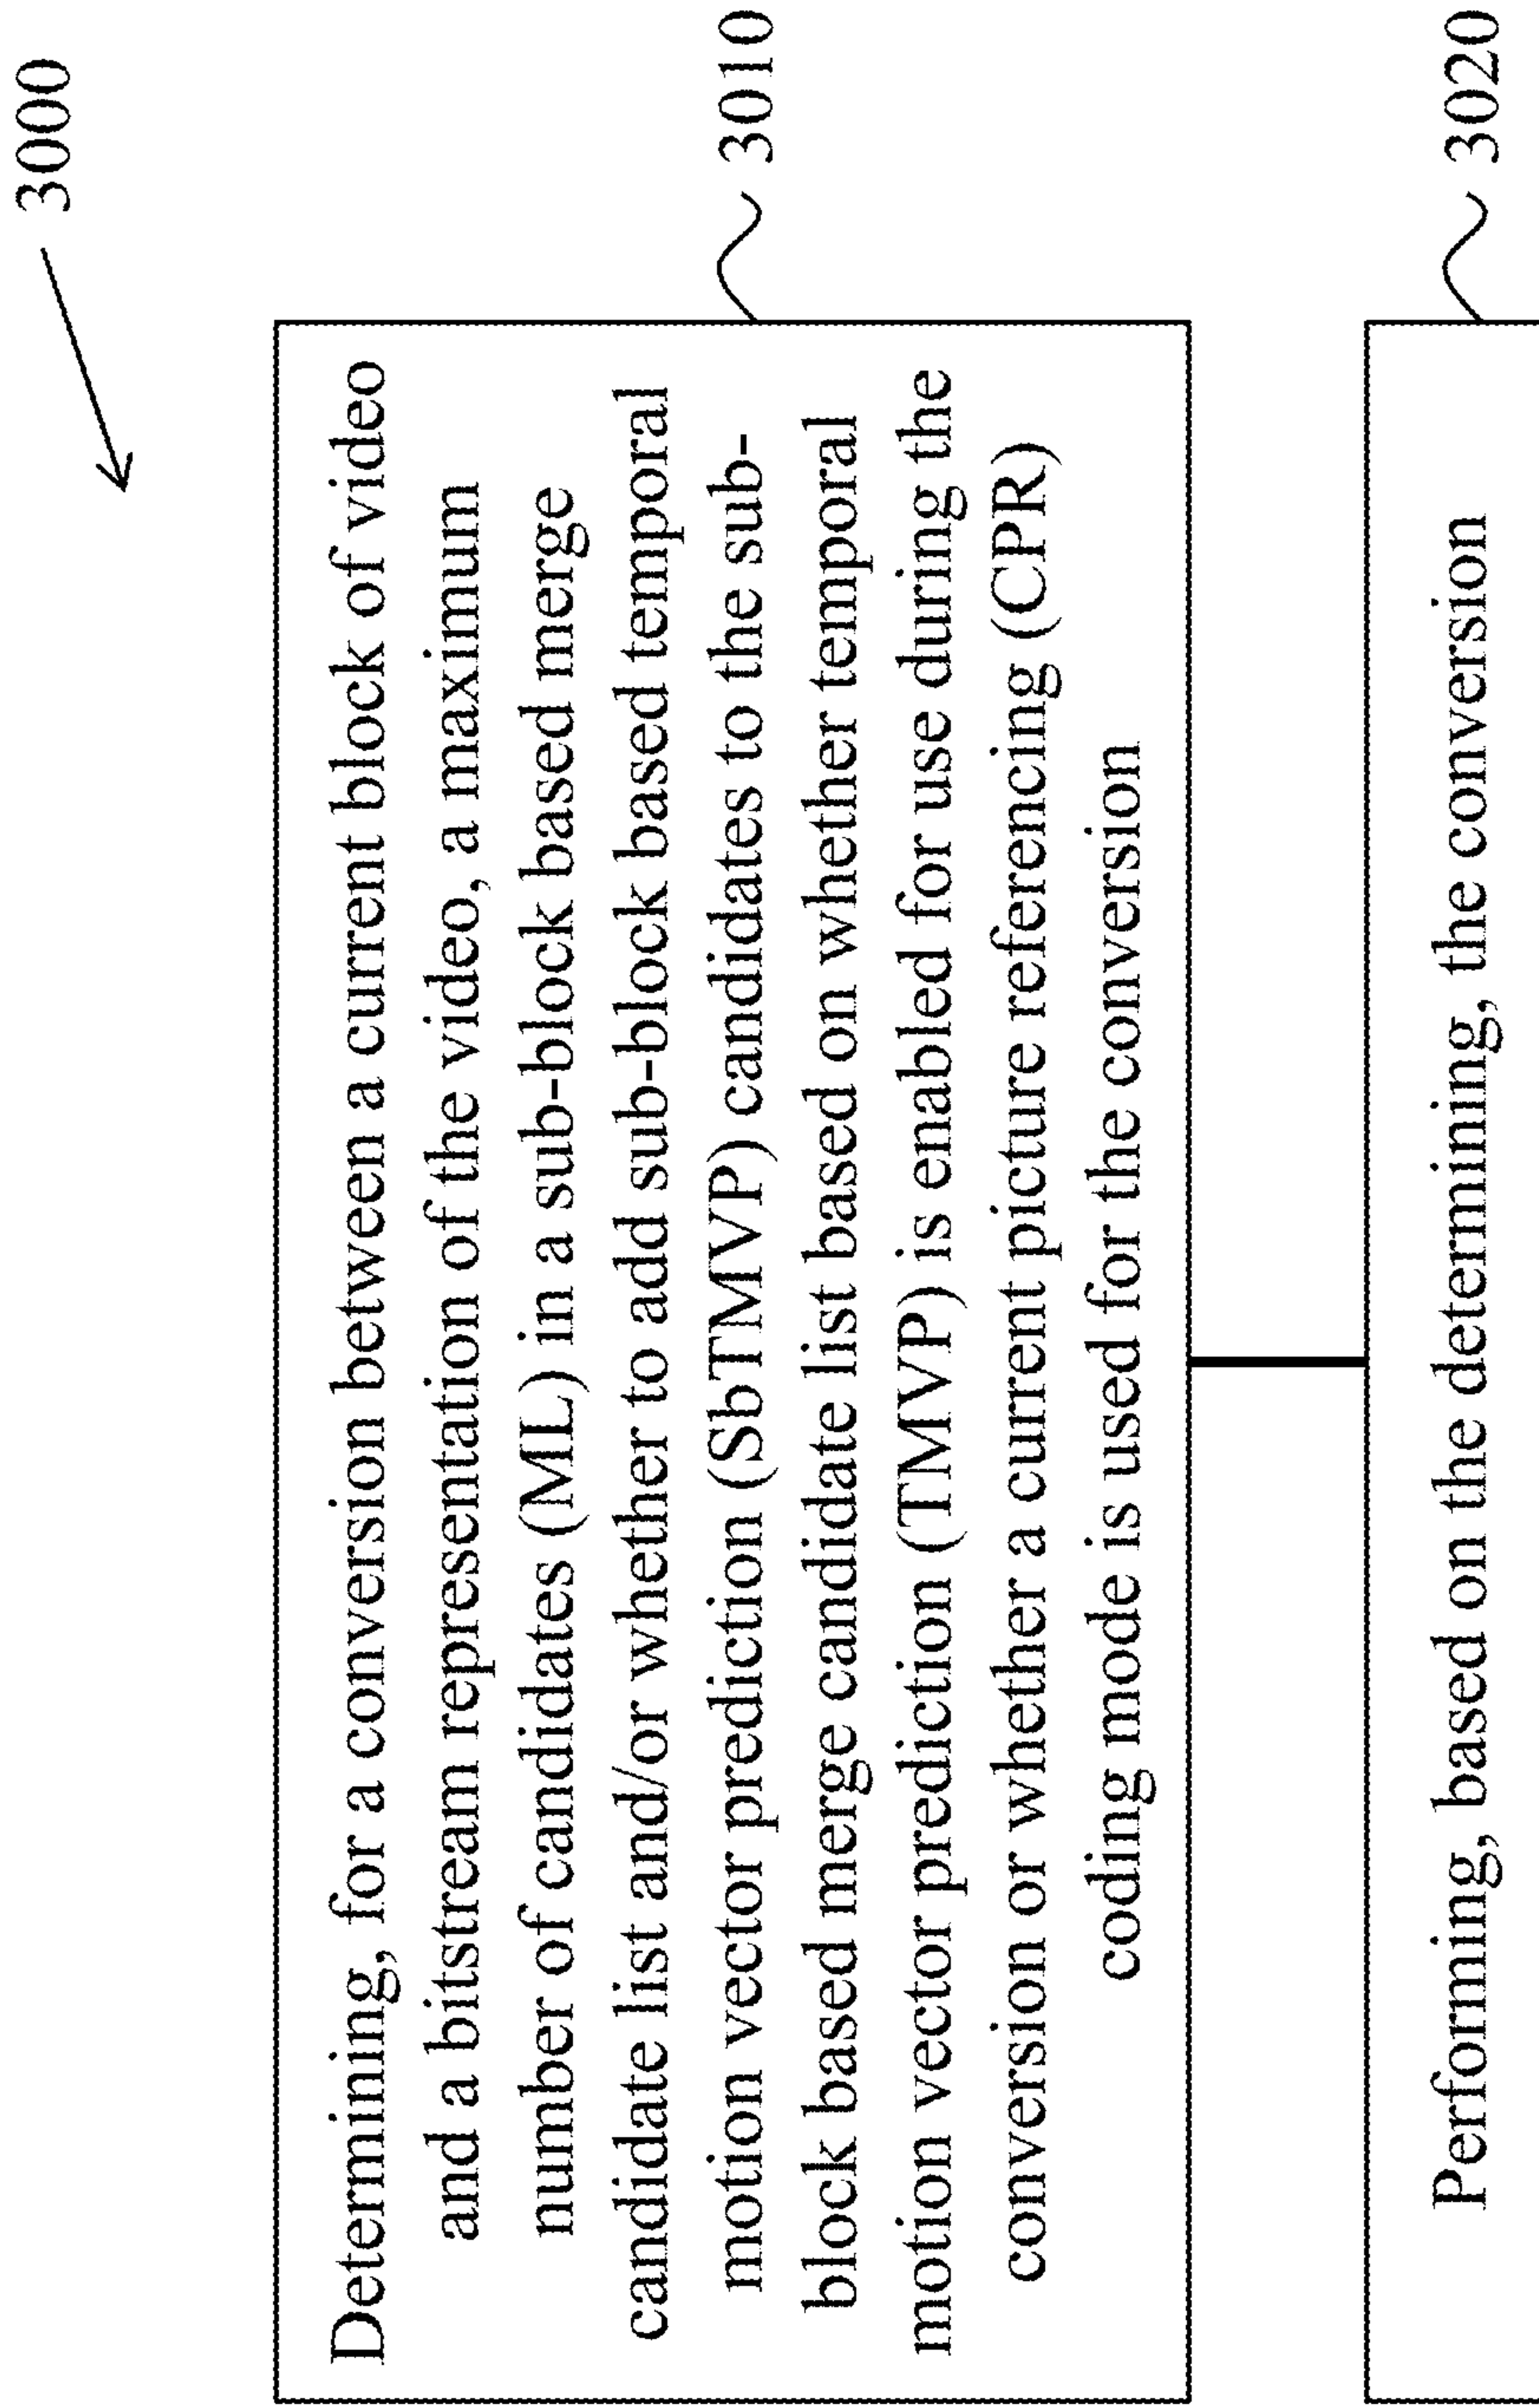 3000
Determining, for a conversion between a current block of video
and a bitstream representation of the video, a maximum
number of candidates (ML) in a sub-block based merge
candidate list and/or whether to add sub-block based temporal
motion vector prediction (SbTMVP) candidates to the sub-
block based merge candidate list based on whether temporal
motion vector prediction (TMVP) is enabled for use during the
conversion or whether a current picture referencing (CPR)
coding mode is used for the conversion
3010
Performing, based on the determining, the conversion
3020